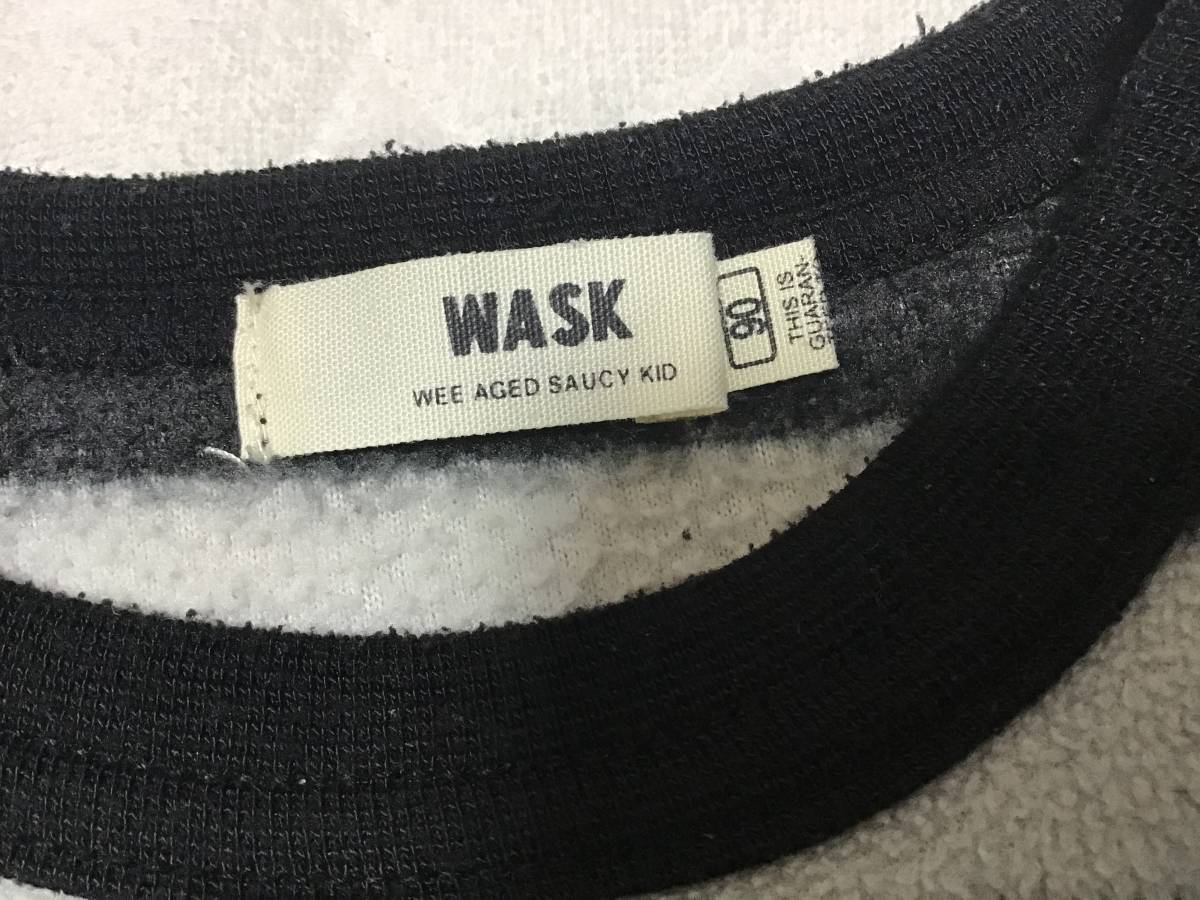 WASK
WEE AGED SAUCY KID
90
THIS IS
GUARAN-